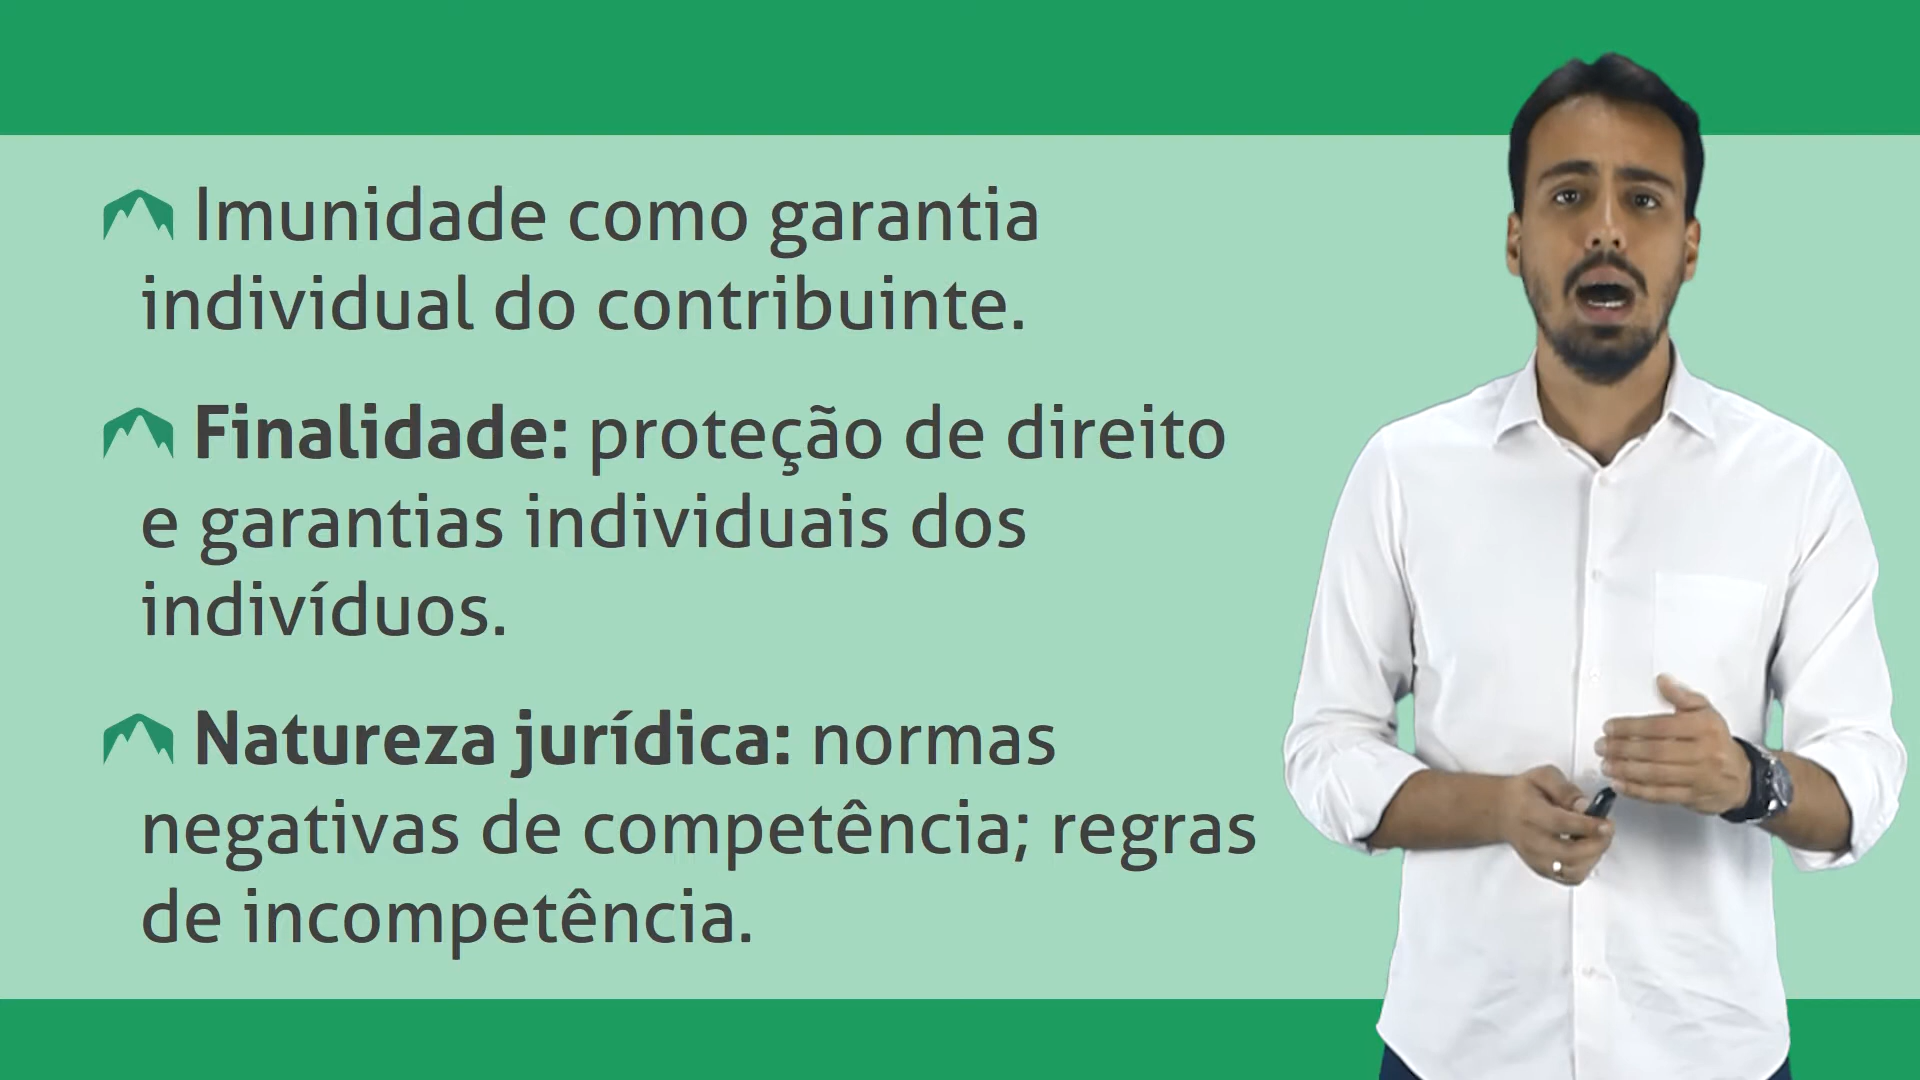 Imunidade como garantia
individual do contribuinte.
Finalidade: proteção de direito
e garantias individuais dos
indivíduos.
Natureza jurídica: normas
negativas de competência; regras
de incompetência.